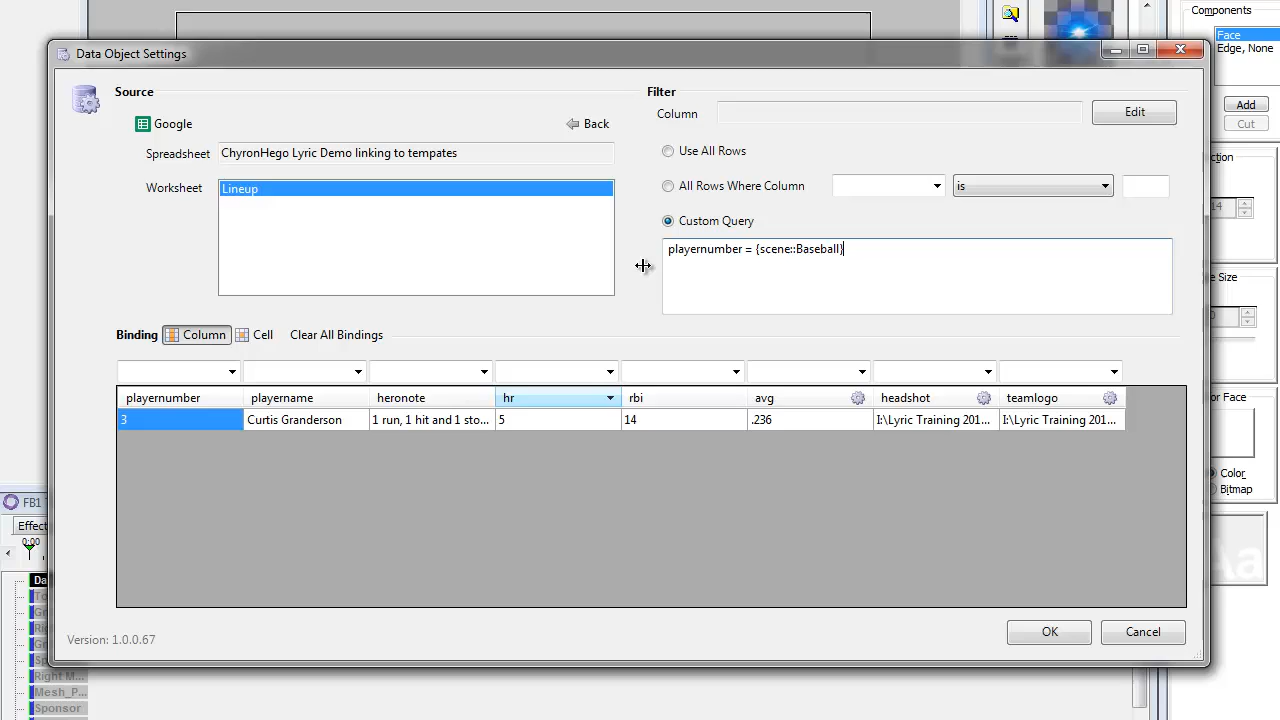 Components
Face
Edge, None
Add
Cut
Data Object Settings
Source
Google
Back
Spreadsheet
ChyronHego Lyric Demo linking to tempates
Worksheet
Lineup
Filter
Column
Edit
Use All Rows
All Rows Where Column
is
Custom Query
playernumber = {scene::Baseball}
Binding
Column
Cell
Clear All Bindings
playernumber playername heronote hr rbi avg headshot teamlogo
3 Curtis Granderson 1 run, 1 hit and 1 sto... 5 14 .236 I:\Lyric Training 201... I:\Lyric Training 201...
Version: 1.0.0.67
OK
Cancel
FB1
Effect
0:00
Right M...
Mesh_P...
Sponsor
Color
Bitmap
Aa